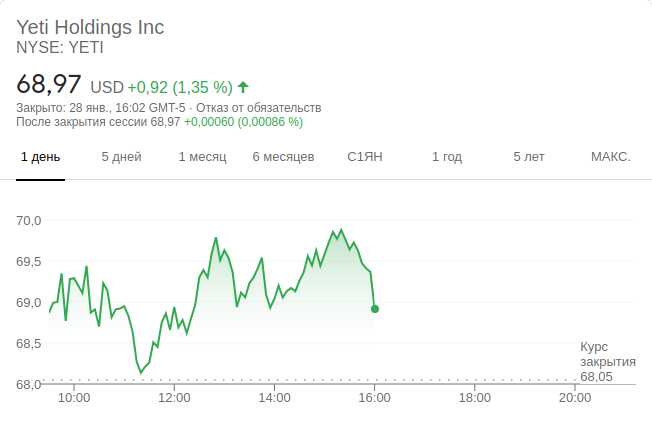 Yeti Holdings Inc
NYSE: YETI
68,97 USD +0,92 (1,35 %)
Закрыто: 28 янв., 16:02 GMT-5 · Отказ от обязательств
После закрытия сессии 68,97 +0,00060 (0,00086 %)
1 день 5 дней 1 месяц 6 месяцев С1ЯН 1 год 5 лет МАКС.
70,0
69,5
69,0
68,5
68,0
Курс
закрытия
68,05
10:00 12:00 14:00 16:00 18:00 20:00